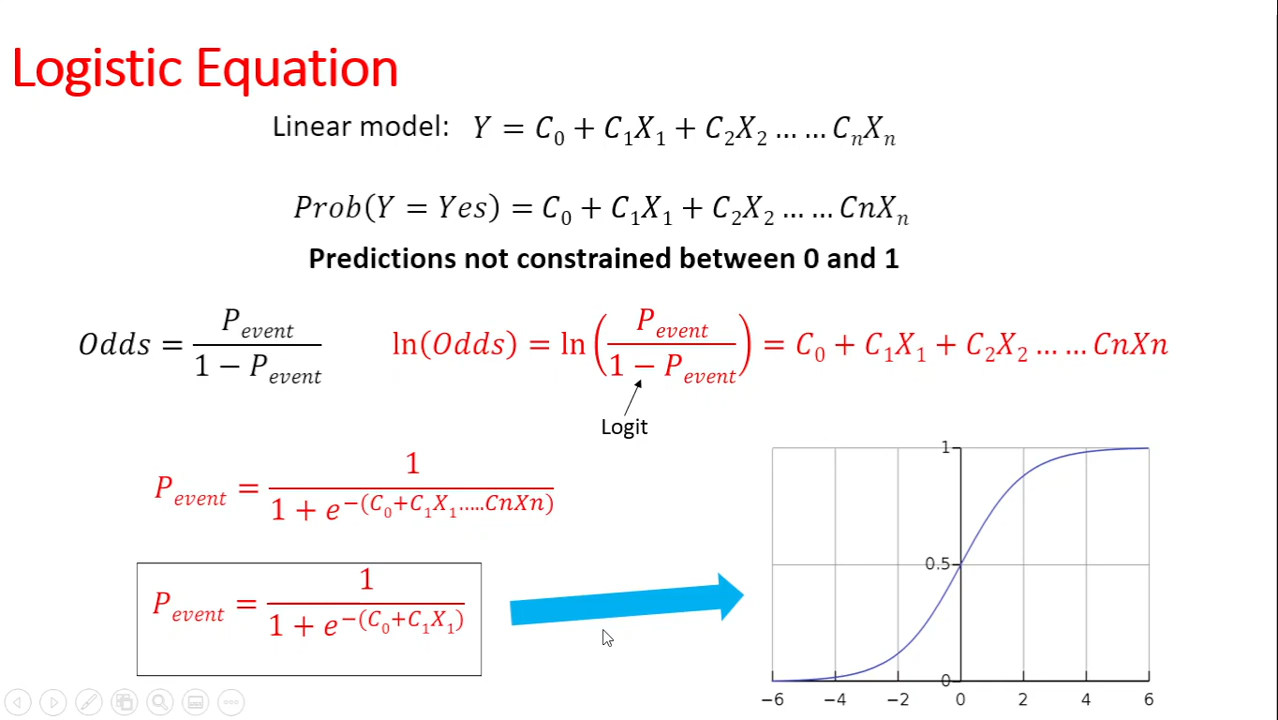 Logistic Equation
Linear model: Y = C₀ + C₁X₁ + C₂X₂ … … CₙXₙ
Prob(Y = Yes) = C₀ + C₁X₁ + C₂X₂ … … CnXₙ
Predictions not constrained between 0 and 1
Odds = P_event / (1 − P_event)
ln(Odds) = ln(P_event / (1 − P_event)) = C₀ + C₁X₁ + C₂X₂ … … CnXn
Logit
P_event = 1 / (1 + e^−(C₀+C₁X₁…..CnXn))
P_event = 1 / (1 + e^−(C₀+C₁X₁))
1
0.5
0
−6 −4 −2 0 2 4 6